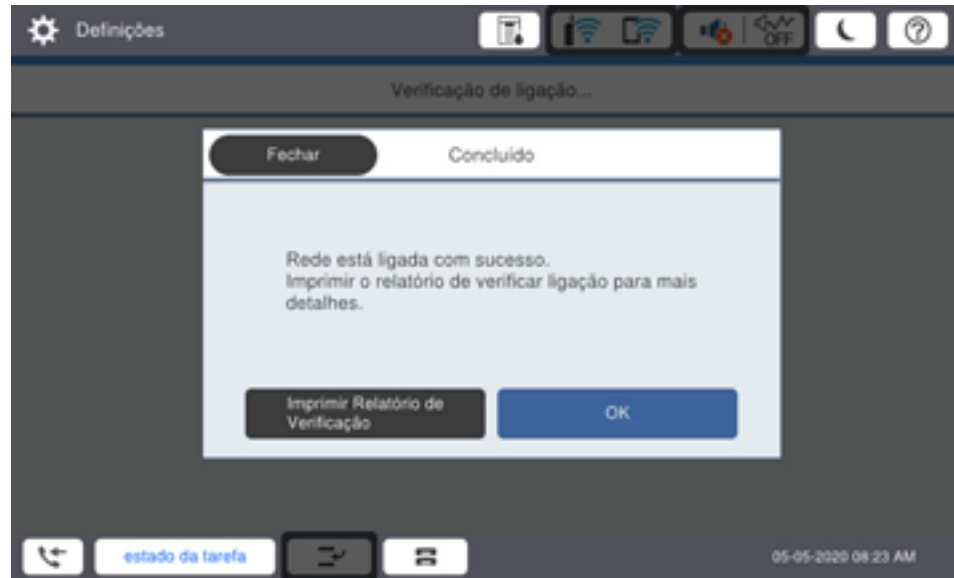 Definições
OFF
Verificação de ligação...
Fechar
Concluído
Rede está ligada com sucesso.
Imprimir o relatório de verificar ligação para mais
detalhes.
Imprimir Relatório de
Verificação
OK
estado da tarefa
05-05-2020 08:23 AM